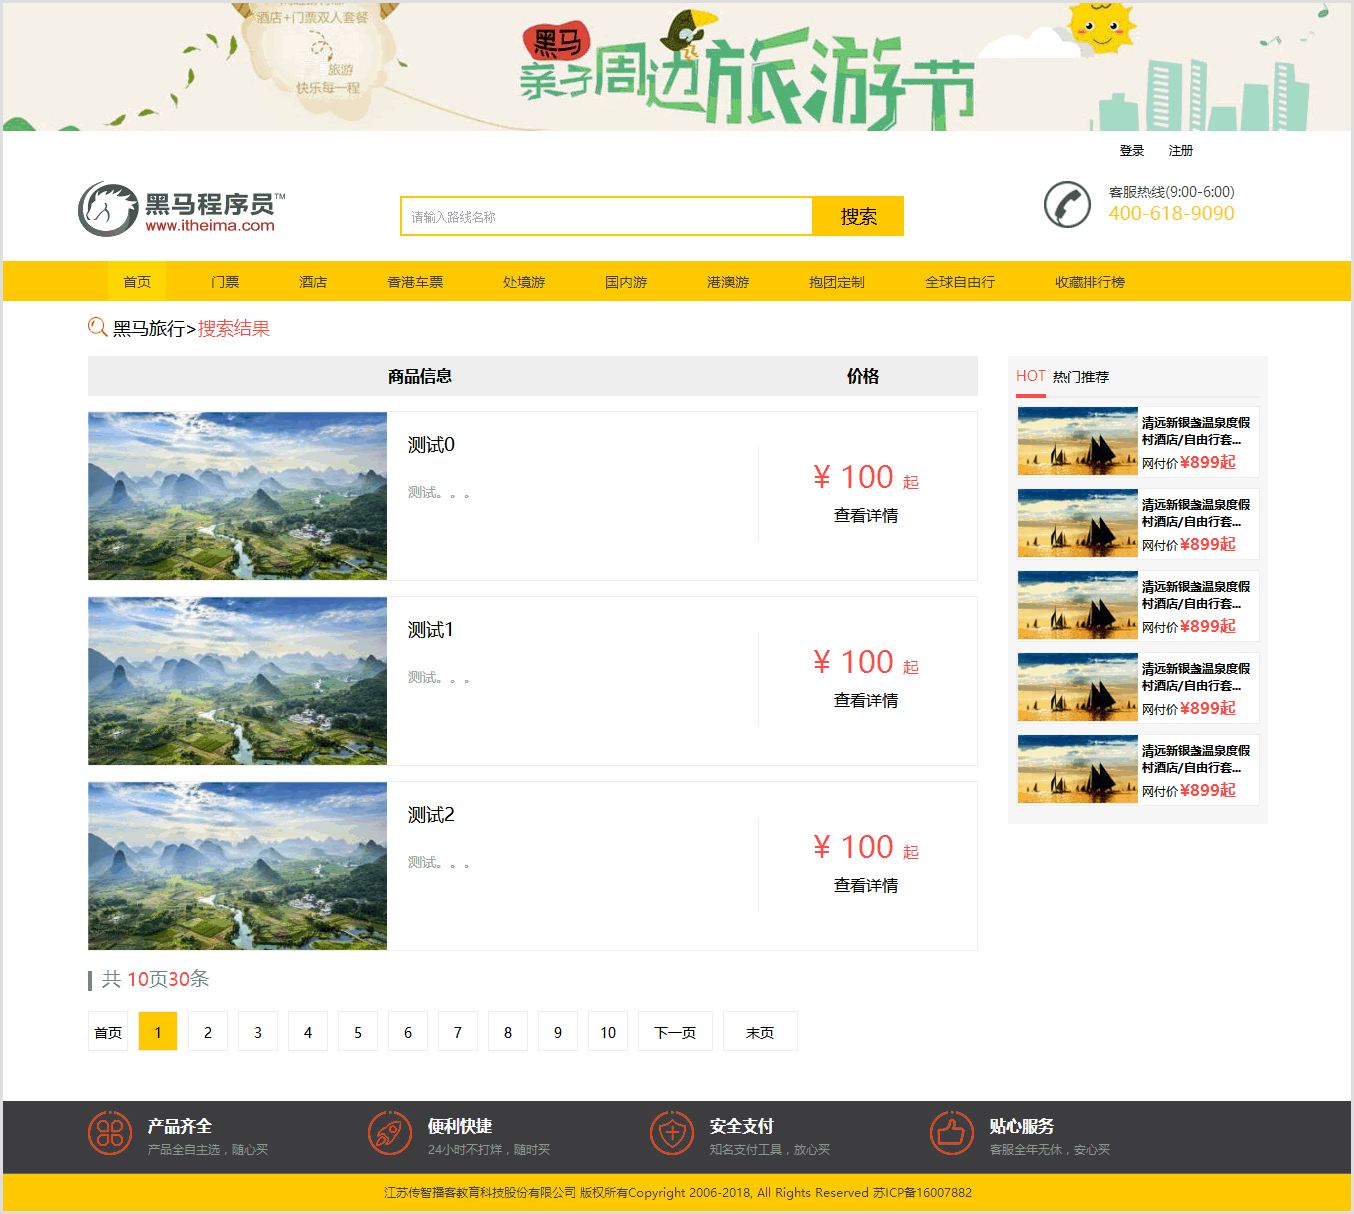 酒店+门票双人套餐
旅游
快乐每一程
黑马
亲子周边旅游节
登录 注册
黑马程序员™
www.itheima.com
请输入路线名称
搜索
客服热线(9:00-6:00)
400-618-9090
首页 门票 酒店 香港车票 处境游 国内游 港澳游 抱团定制 全球自由行 收藏排行榜
黑马旅行>搜索结果
商品信息 价格
测试0
测试。。。
¥ 100 起
查看详情
测试1
测试。。。
¥ 100 起
查看详情
测试2
测试。。。
¥ 100 起
查看详情
HOT 热门推荐
清远新银盏温泉度假
村酒店/自由行套...
网付价¥899起
清远新银盏温泉度假
村酒店/自由行套...
网付价¥899起
清远新银盏温泉度假
村酒店/自由行套...
网付价¥899起
清远新银盏温泉度假
村酒店/自由行套...
网付价¥899起
清远新银盏温泉度假
村酒店/自由行套...
网付价¥899起
共 10页30条
首页 1 2 3 4 5 6 7 8 9 10 下一页 末页
产品齐全
产品全自主选，随心买
便利快捷
24小时不打烊，随时买
安全支付
知名支付工具，放心买
贴心服务
客服全年无休，安心买
江苏传智播客教育科技股份有限公司 版权所有Copyright 2006-2018, All Rights Reserved 苏ICP备16007882